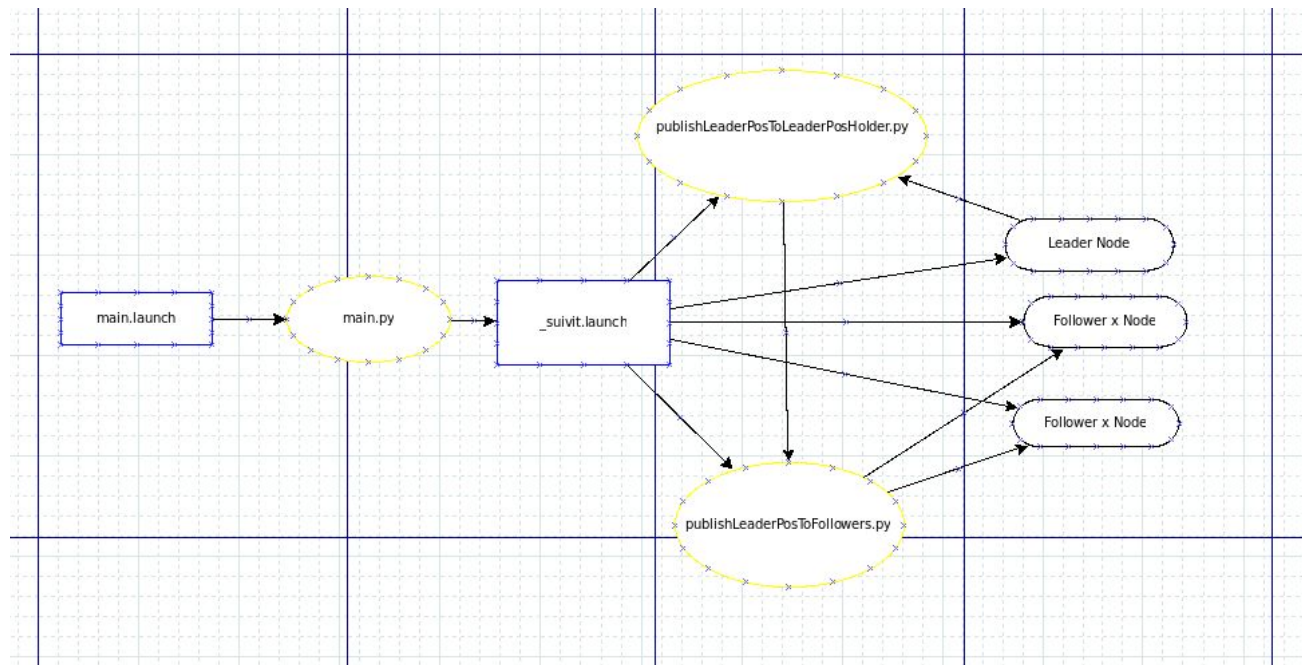 publishLeaderPosToLeaderPosHolder.py
Leader Node
main.launch
main.py
_suivit.launch
Follower x Node
Follower x Node
publishLeaderPosToFollowers.py